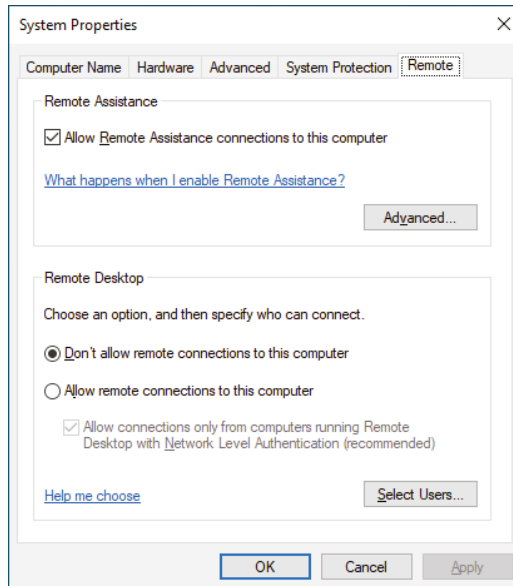 System Properties
Computer Name Hardware Advanced System Protection Remote
Remote Assistance
Allow Remote Assistance connections to this computer
What happens when I enable Remote Assistance?
Advanced...
Remote Desktop
Choose an option, and then specify who can connect.
Don't allow remote connections to this computer
Allow remote connections to this computer
Allow connections only from computers running Remote
Desktop with Network Level Authentication (recommended)
Help me choose Select Users...
OK Cancel Apply